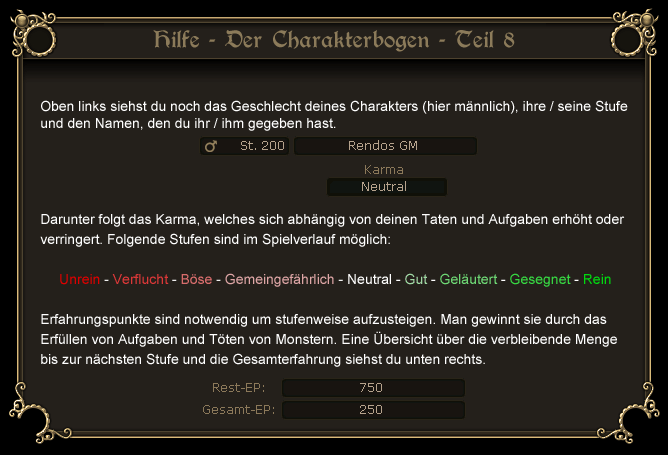 Hilfe - Der Charakterbogen - Teil 8
Oben links siehst du noch das Geschlecht deines Charakters (hier männlich), ihre / seine Stufe
und den Namen, den du ihr / ihm gegeben hast.
♂ St. 200 Rendos GM
Karma
Neutral
Darunter folgt das Karma, welches sich abhängig von deinen Taten und Aufgaben erhöht oder
verringert. Folgende Stufen sind im Spielverlauf möglich:
Unrein - Verflucht - Böse - Gemeingefährlich - Neutral - Gut - Geläutert - Gesegnet - Rein
Erfahrungspunkte sind notwendig um stufenweise aufzusteigen. Man gewinnt sie durch das
Erfüllen von Aufgaben und Töten von Monstern. Eine Übersicht über die verbleibende Menge
bis zur nächsten Stufe und die Gesamterfahrung siehst du unten rechts.
Rest-EP: 750
Gesamt-EP: 250